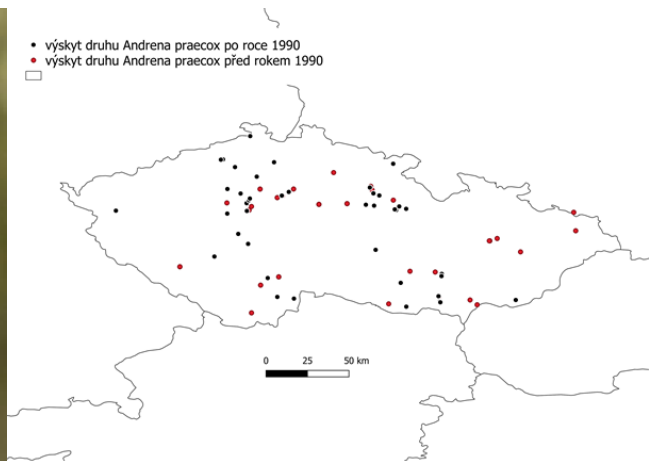 výskyt druhu Andrena praecox po roce 1990
výskyt druhu Andrena praecox před rokem 1990
0 25 50 km